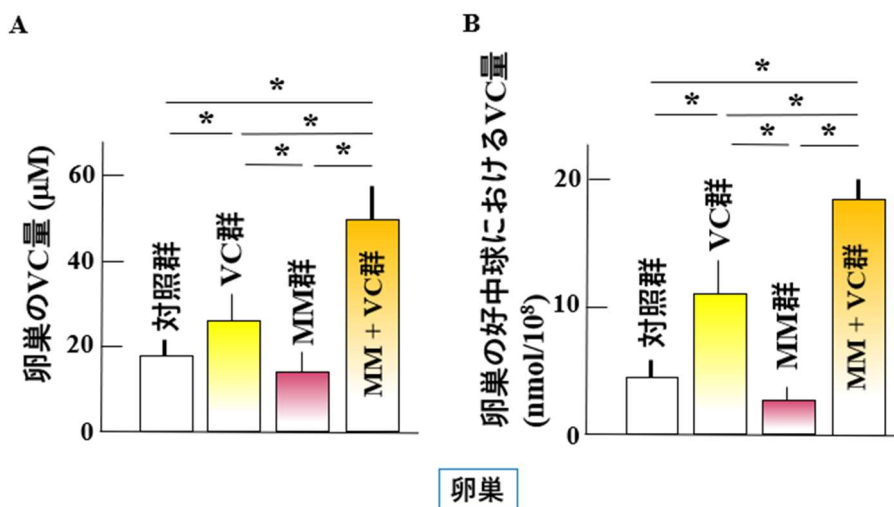 A
卵巣のVC量 (μM)
60
40
20
0
*
*
*
*
*
対照群
VC群
MM群
MM + VC群
B
卵巣の好中球におけるVC量
(nmol/10⁸)
20
10
0
*
*
*
*
*
対照群
VC群
MM群
MM + VC群
卵巣